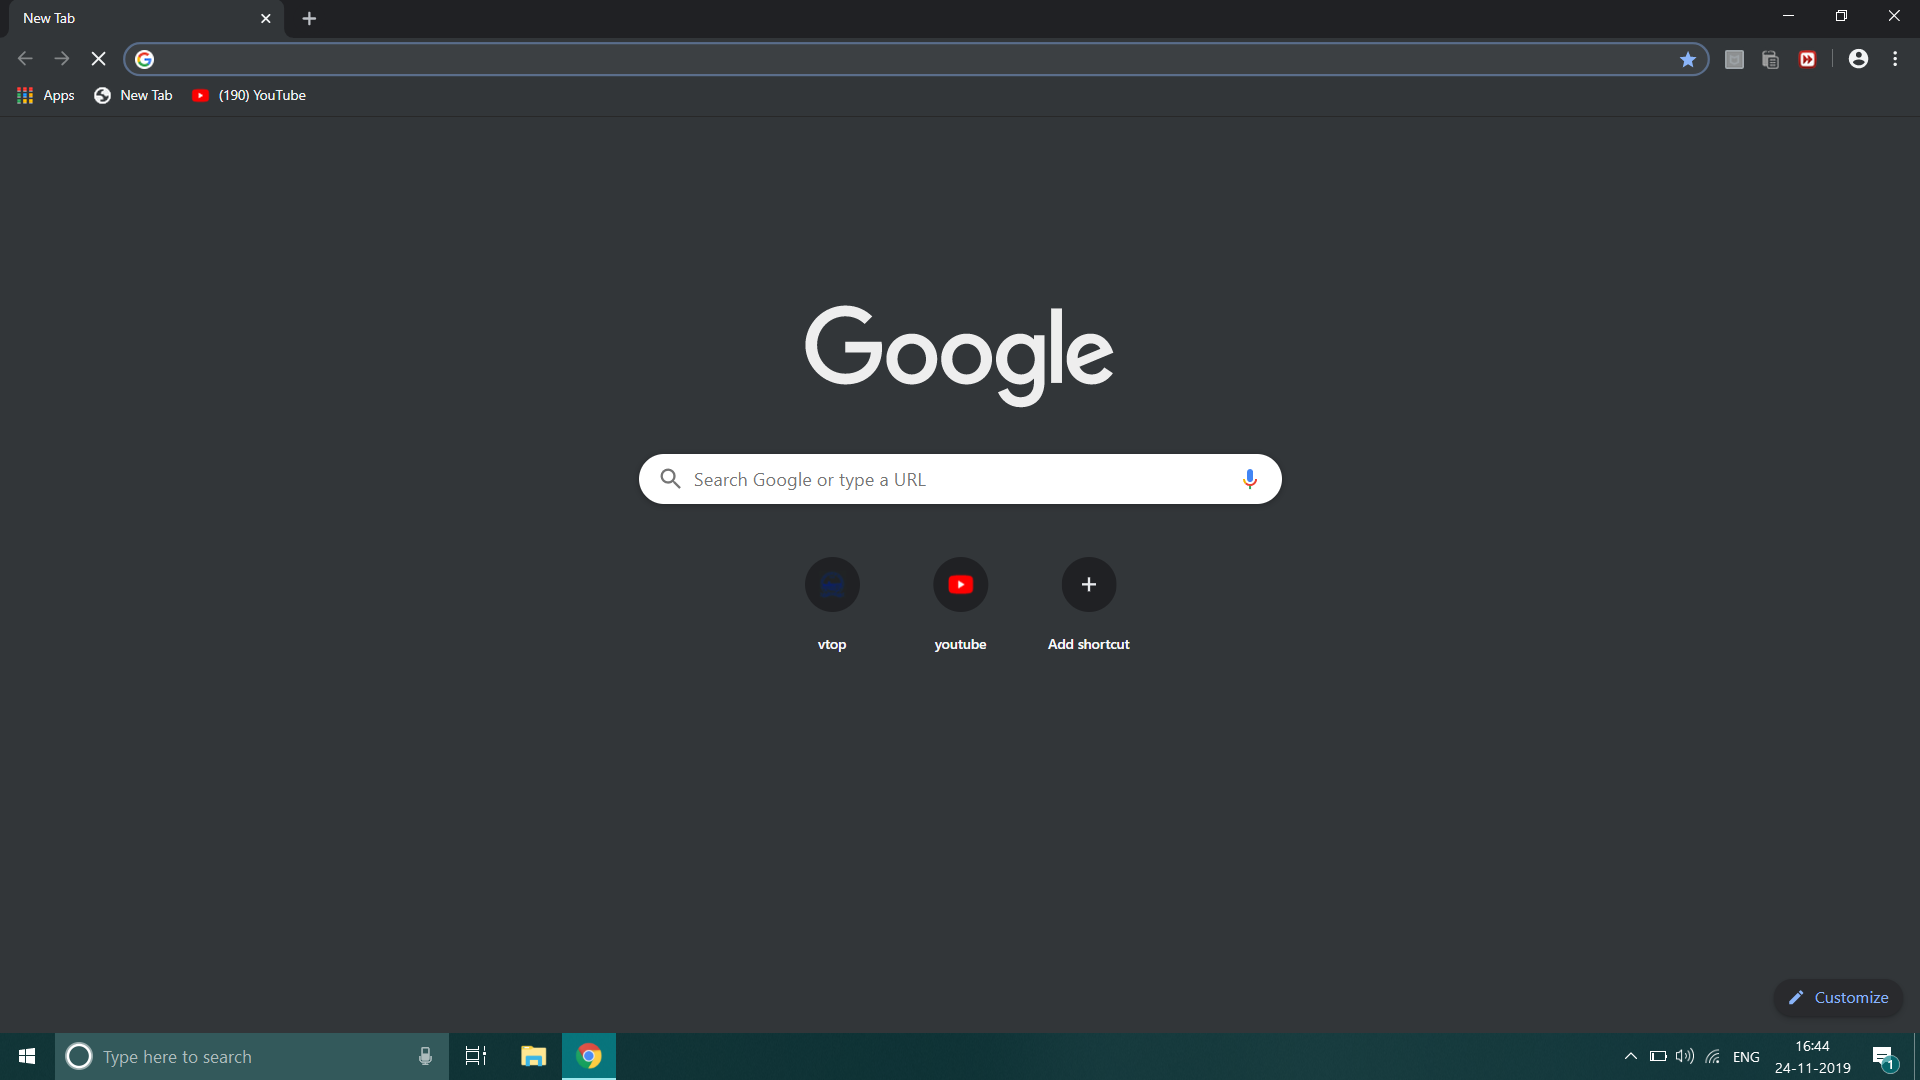 New Tab
Apps
New Tab
(190) YouTube
Google
Search Google or type a URL
vtop
youtube
Add shortcut
Customize
Type here to search
ENG
16:44
24-11-2019
1